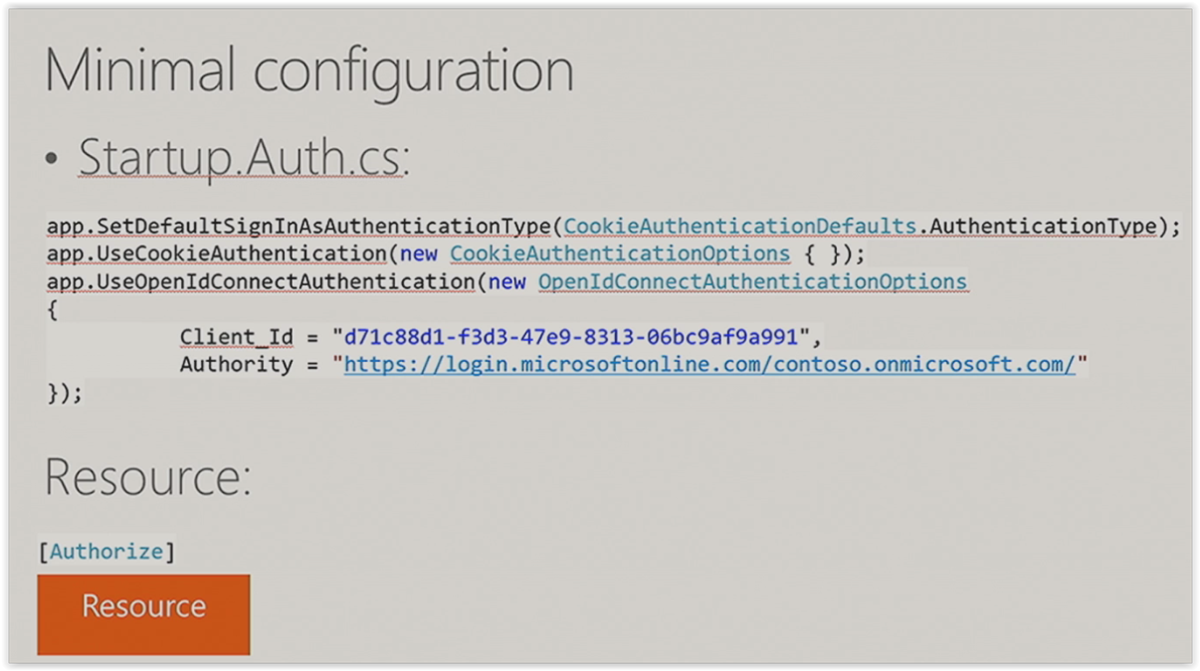 Minimal configuration
• Startup.Auth.cs:
app.SetDefaultSignInAsAuthenticationType(CookieAuthenticationDefaults.AuthenticationType);
app.UseCookieAuthentication(new CookieAuthenticationOptions { });
app.UseOpenIdConnectAuthentication(new OpenIdConnectAuthenticationOptions
{
Client_Id = "d71c88d1-f3d3-47e9-8313-06bc9af9a991",
Authority = "https://login.microsoftonline.com/contoso.onmicrosoft.com/"
});
Resource:
[Authorize]
Resource